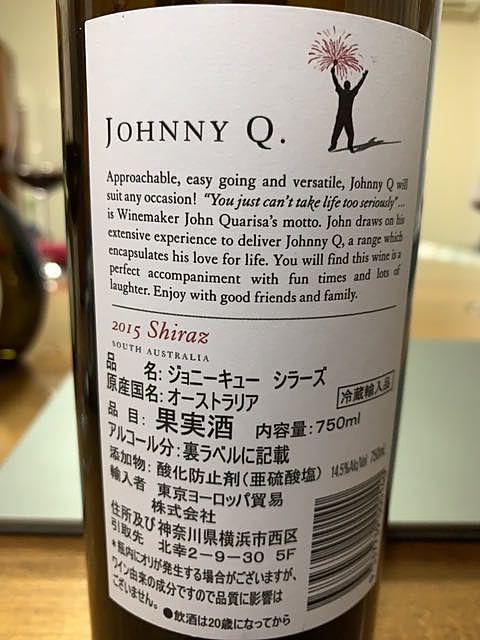 JOHNNY Q.
Approachable, easy going and versatile, Johnny Q will
suit any occasion! "You just can't take life too seriously"...
is Winemaker John Quarisa's motto. John draws on his
extensive experience to deliver Johnny Q, a range which
encapsulates his love for life. You will find this wine is a
perfect accompaniment with fun times and lots of
laughter. Enjoy with good friends and family.
2015 Shiraz
SOUTH AUSTRALIA
品 名:ジョニーキュー シラーズ
原産国名:オーストラリア
冷蔵輸入品
品目:果実酒 内容量:750ml
アルコール分:裏ラベルに記載
添加物:酸化防止剤(亜硫酸塩)
14.5%Alc/Vol 750mL
輸入者 東京ヨーロッパ貿易
株式会社
住所及び 神奈川県横浜市西区
引取先 北幸2-9-30 5F
*瓶内にオリが発生する場合がございますが、
ワイン由来の成分ですので品質に影響は
ございません。
●飲酒は20歳になってから